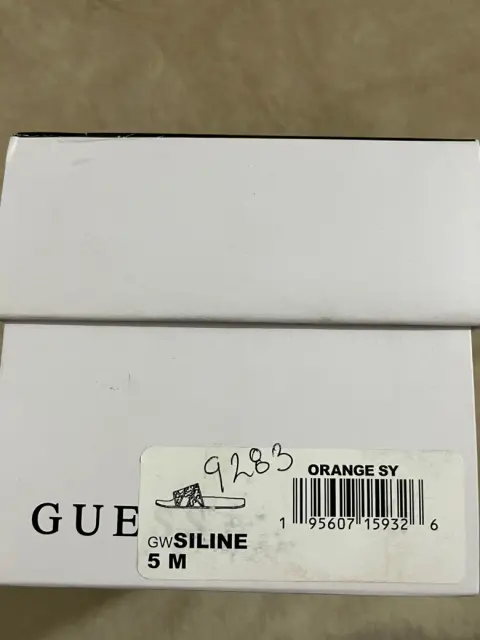 9283
ORANGE SY
1 95607 15932 6
GUE
GWSILINE
5 M